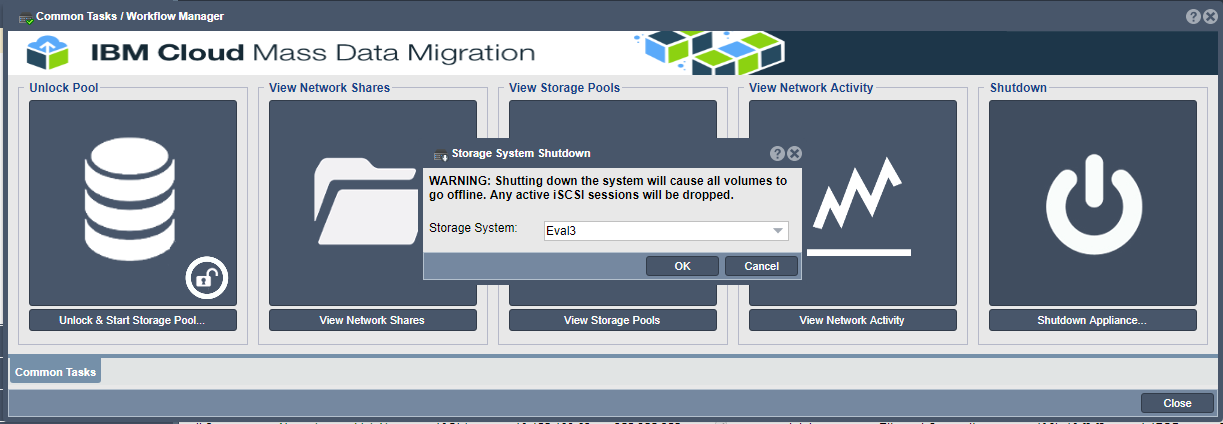 Common Tasks / Workflow Manager
IBM Cloud Mass Data Migration
Unlock Pool
View Network Shares
View Storage Pools
View Network Activity
Shutdown
Storage System Shutdown
WARNING: Shutting down the system will cause all volumes to
go offline. Any active iSCSI sessions will be dropped.
Storage System:
Eval3
OK
Cancel
Unlock & Start Storage Pool...
View Network Shares
View Storage Pools
View Network Activity
Shutdown Appliance...
Common Tasks
Close